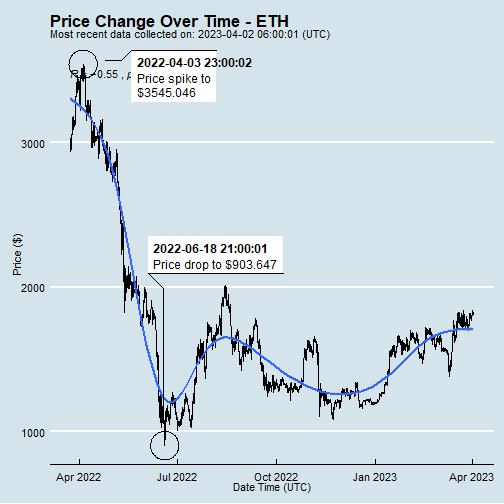 Price Change Over Time - ETH
Most recent data collected on: 2023-04-02 06:00:01 (UTC)
2022-04-03 23:00:02
Price spike to
$3545.046
0.55 , p
3000
2022-06-18 21:00:01
Price drop to $903.647
Price ($)
2000
1000
Apr 2022
Jul 2022
Oct 2022
Jan 2023
Apr 2023
Date Time (UTC)